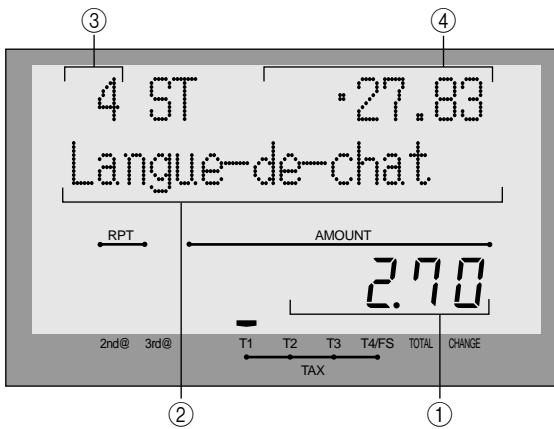 ③ ④
4 ST ·27.83
Langue-de-chat
RPT AMOUNT
2.70
2nd@ 3rd@ T1 T2 T3 T4/FS TOTAL CHANGE
TAX
② ①